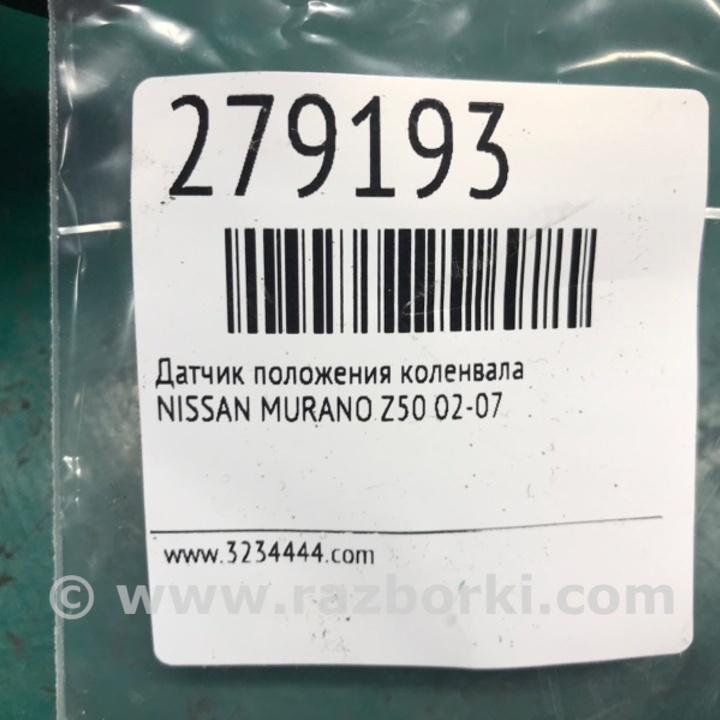 279193
Датчик положения коленвала
NISSAN MURANO Z50 02-07
www.3234444.com
© www.razborki.com